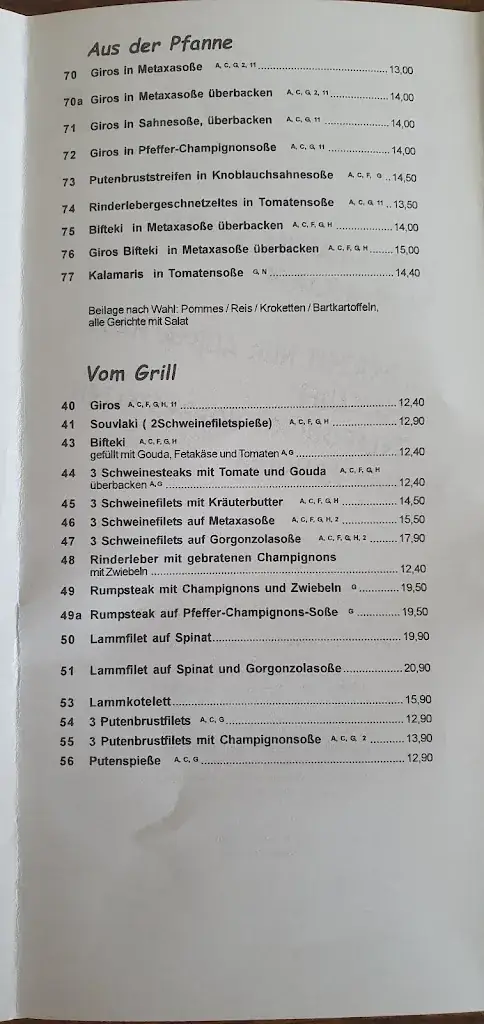 Aus der Pfanne
70 Giros in Metaxasoße A, C, G, 2, 11 ........ 13,00
70a Giros in Metaxasoße überbacken A, C, G, 2, 11 ........ 14,00
71 Giros in Sahnesoße, überbacken A, C, G, 11 ........ 14,00
72 Giros in Pfeffer-Champignonsoße A, C, G, 11 ........ 14,00
73 Putenbruststreifen in Knoblauchsahnesoße A, C, F, G .. 14,50
74 Rinderlebergeschnetzeltes in Tomatensoße A, C, G, 11 .. 13,50
75 Bifteki in Metaxasoße überbacken A, C, F, G, H ........ 14,00
76 Giros Bifteki in Metaxasoße überbacken A, C, F, G, H ........ 15,00
77 Kalamaris in Tomatensoße G, N ........ 14,40
Beilage nach Wahl: Pommes / Reis / Kroketten / Bartkartoffeln,
alle Gerichte mit Salat
Vom Grill
40 Giros A, C, F, G, H, 11 ........ 12,40
41 Souvlaki ( 2Schweinefiletspieße) A, C, F, G, H ........ 12,90
43 Bifteki A, C, F, G, H
gefüllt mit Gouda, Fetakäse und Tomaten A, G ........ 12,40
44 3 Schweinesteaks mit Tomate und Gouda A, C, F, G, H
überbacken A, G ........ 12,40
45 3 Schweinefilets mit Kräuterbutter A, C, F, G, H ........ 14,50
46 3 Schweinefilets auf Metaxasoße A, C, F, G, H, 2 ........ 15,50
47 3 Schweinefilets auf Gorgonzolasoße A, C, F, G, H, 2 ........ 17,90
48 Rinderleber mit gebratenen Champignons
mit Zwiebeln ........ 12,40
49 Rumpsteak mit Champignons und Zwiebeln G ........ 19,50
49a Rumpsteak auf Pfeffer-Champignons-Soße G ........ 19,50
50 Lammfilet auf Spinat ........ 19,90
51 Lammfilet auf Spinat und Gorgonzolasoße ........ 20,90
53 Lammkotelett ........ 15,90
54 3 Putenbrustfilets A, C, G ........ 12,90
55 3 Putenbrustfilets mit Champignonsoße A, C, G, 2 ........ 13,90
56 Putenspieße A, C, G ........ 12,90